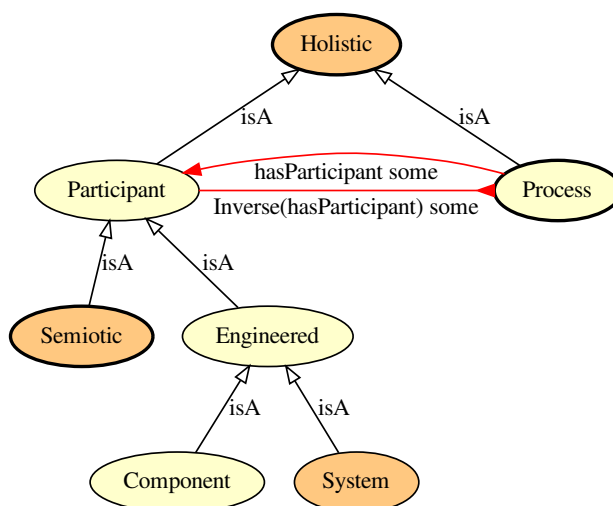 Holistic
isA
isA
hasParticipant some
Participant
Process
Inverse(hasParticipant) some
isA
isA
Semiotic
Engineered
isA
isA
Component
System